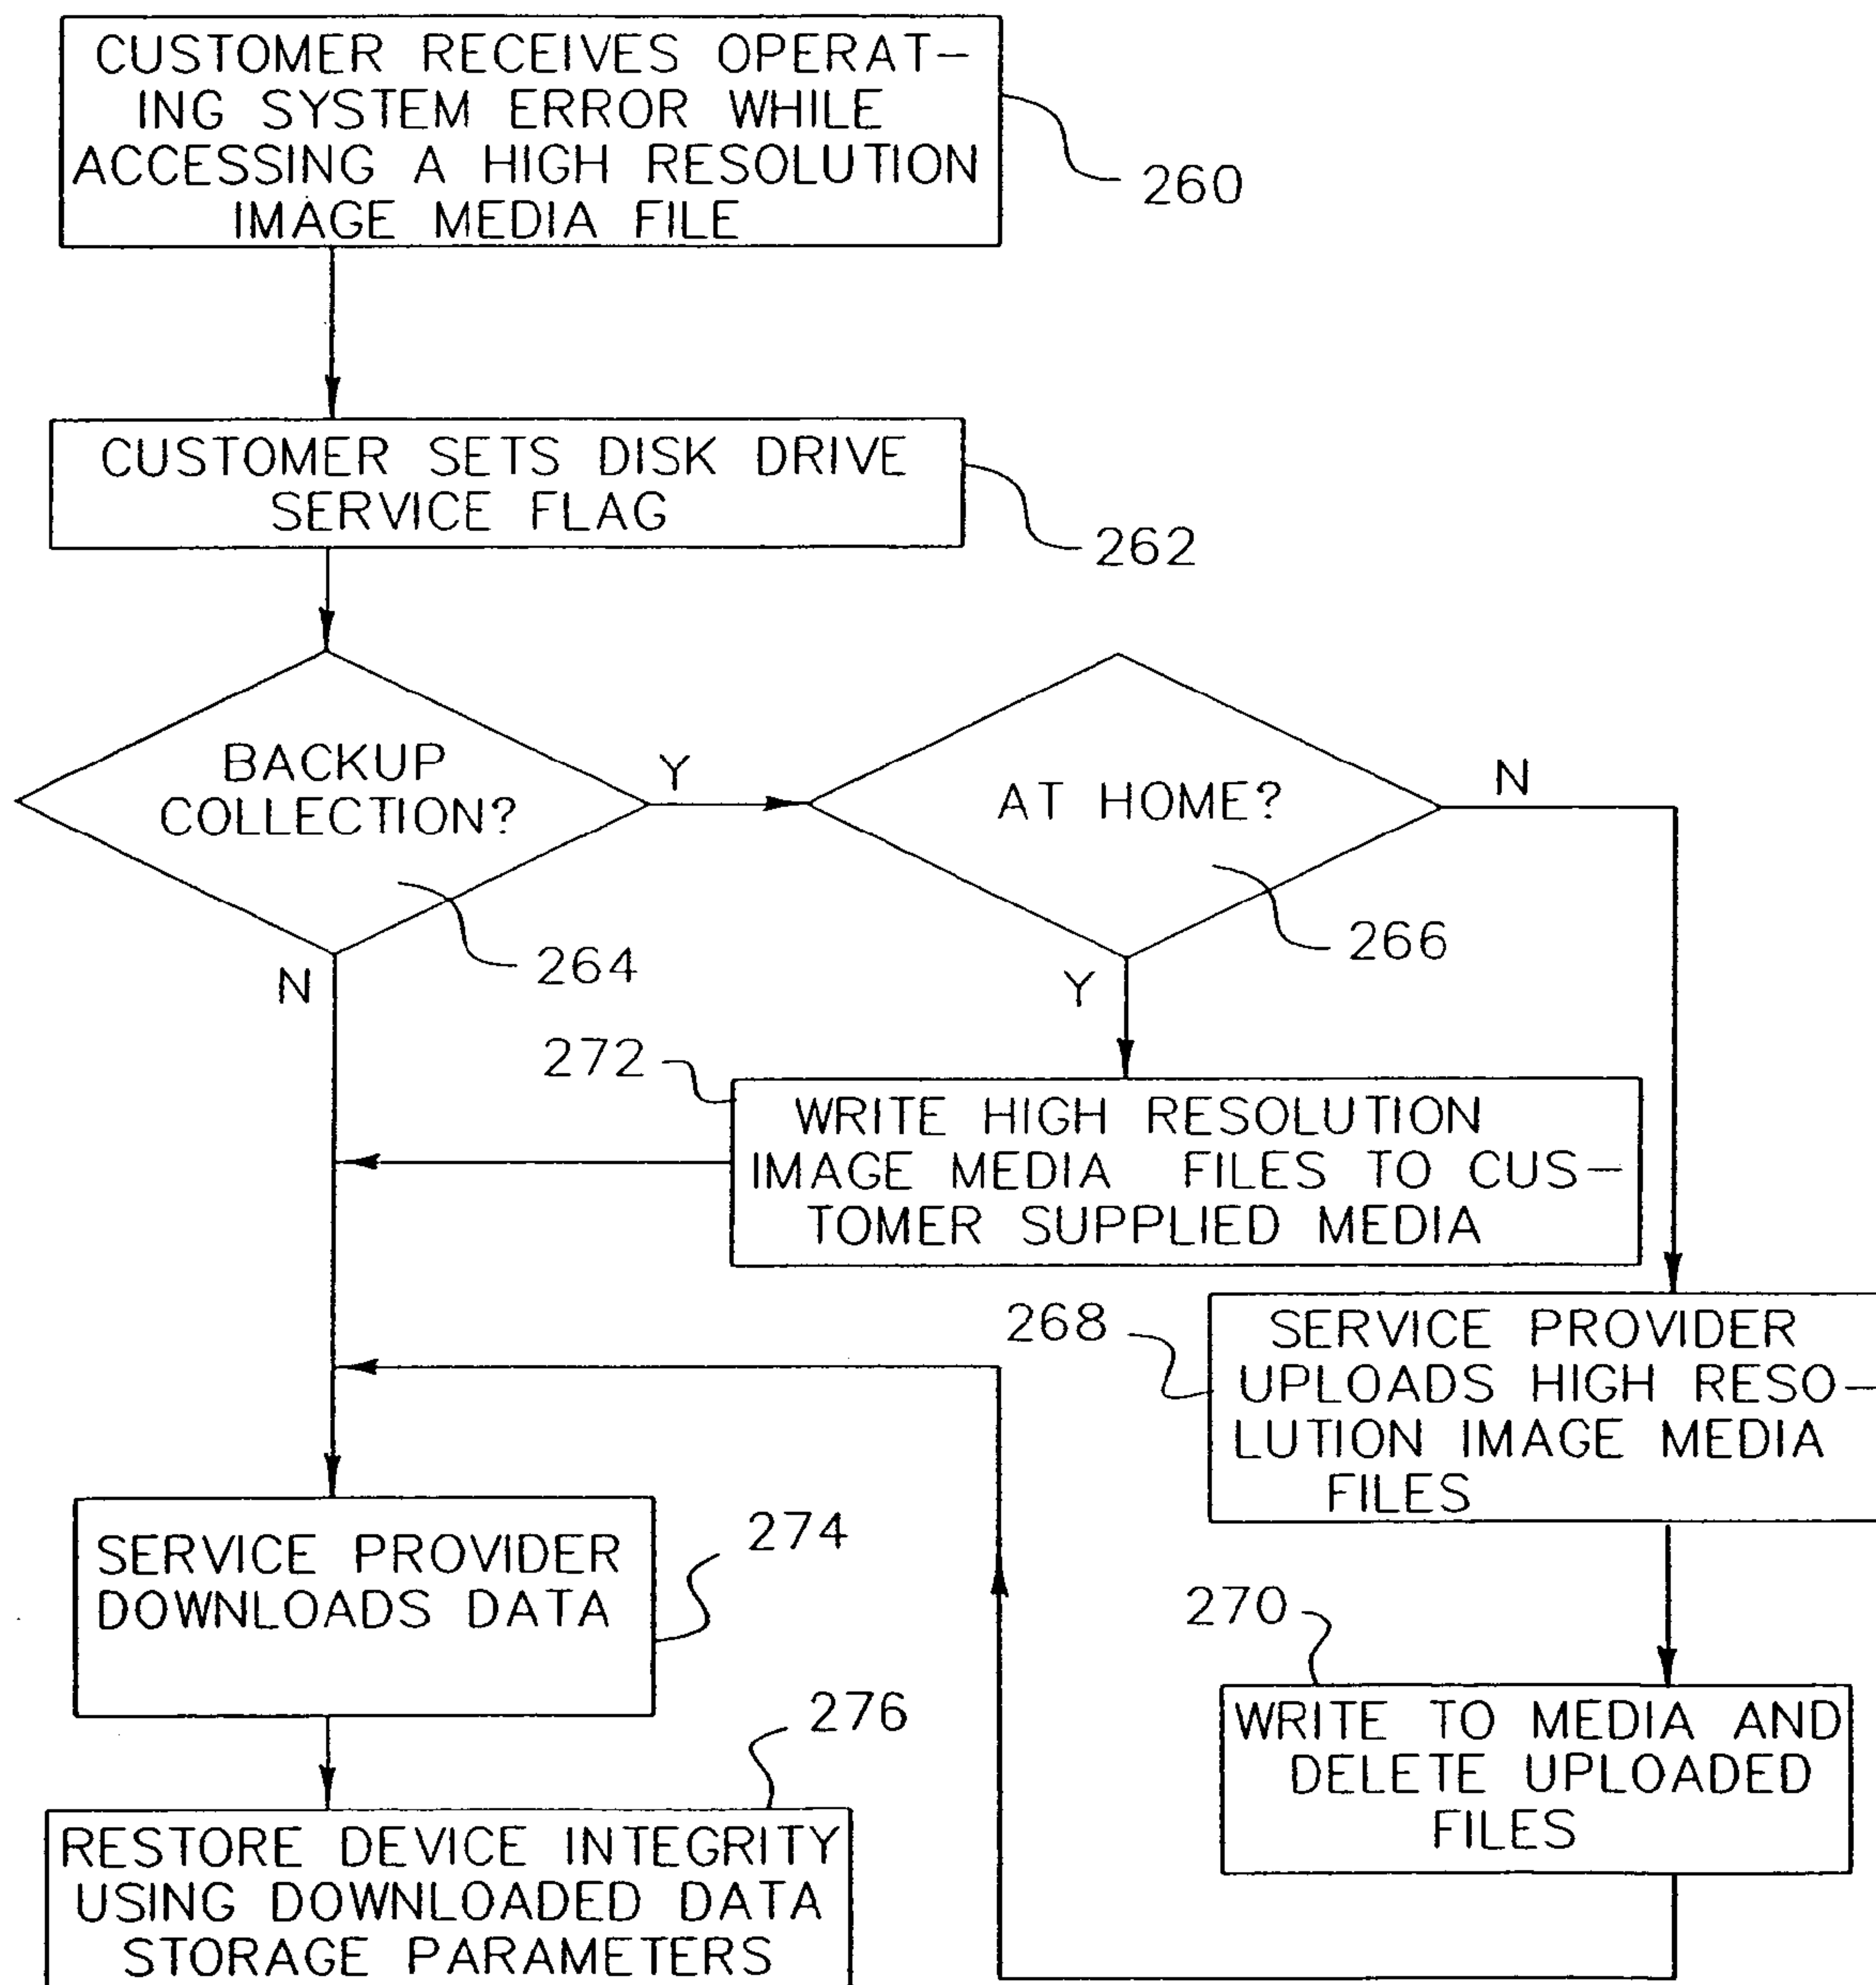 CUSTOMER RECEIVES OPERAT-
ING SYSTEM ERROR WHILE
ACCESSING A HIGH RESOLUTION
IMAGE MEDIA FILE
260
CUSTOMER SETS DISK DRIVE
SERVICE FLAG
262
BACKUP
COLLECTION?
Y
264
N
AT HOME?
N
266
Y
272
WRITE HIGH RESOLUTION
IMAGE MEDIA FILES TO CUS-
TOMER SUPPLIED MEDIA
268
SERVICE PROVIDER
UPLOADS HIGH RESO-
LUTION IMAGE MEDIA
FILES
270
WRITE TO MEDIA AND
DELETE UPLOADED
FILES
SERVICE PROVIDER
DOWNLOADS DATA
274
276
RESTORE DEVICE INTEGRITY
USING DOWNLOADED DATA
STORAGE PARAMETERS